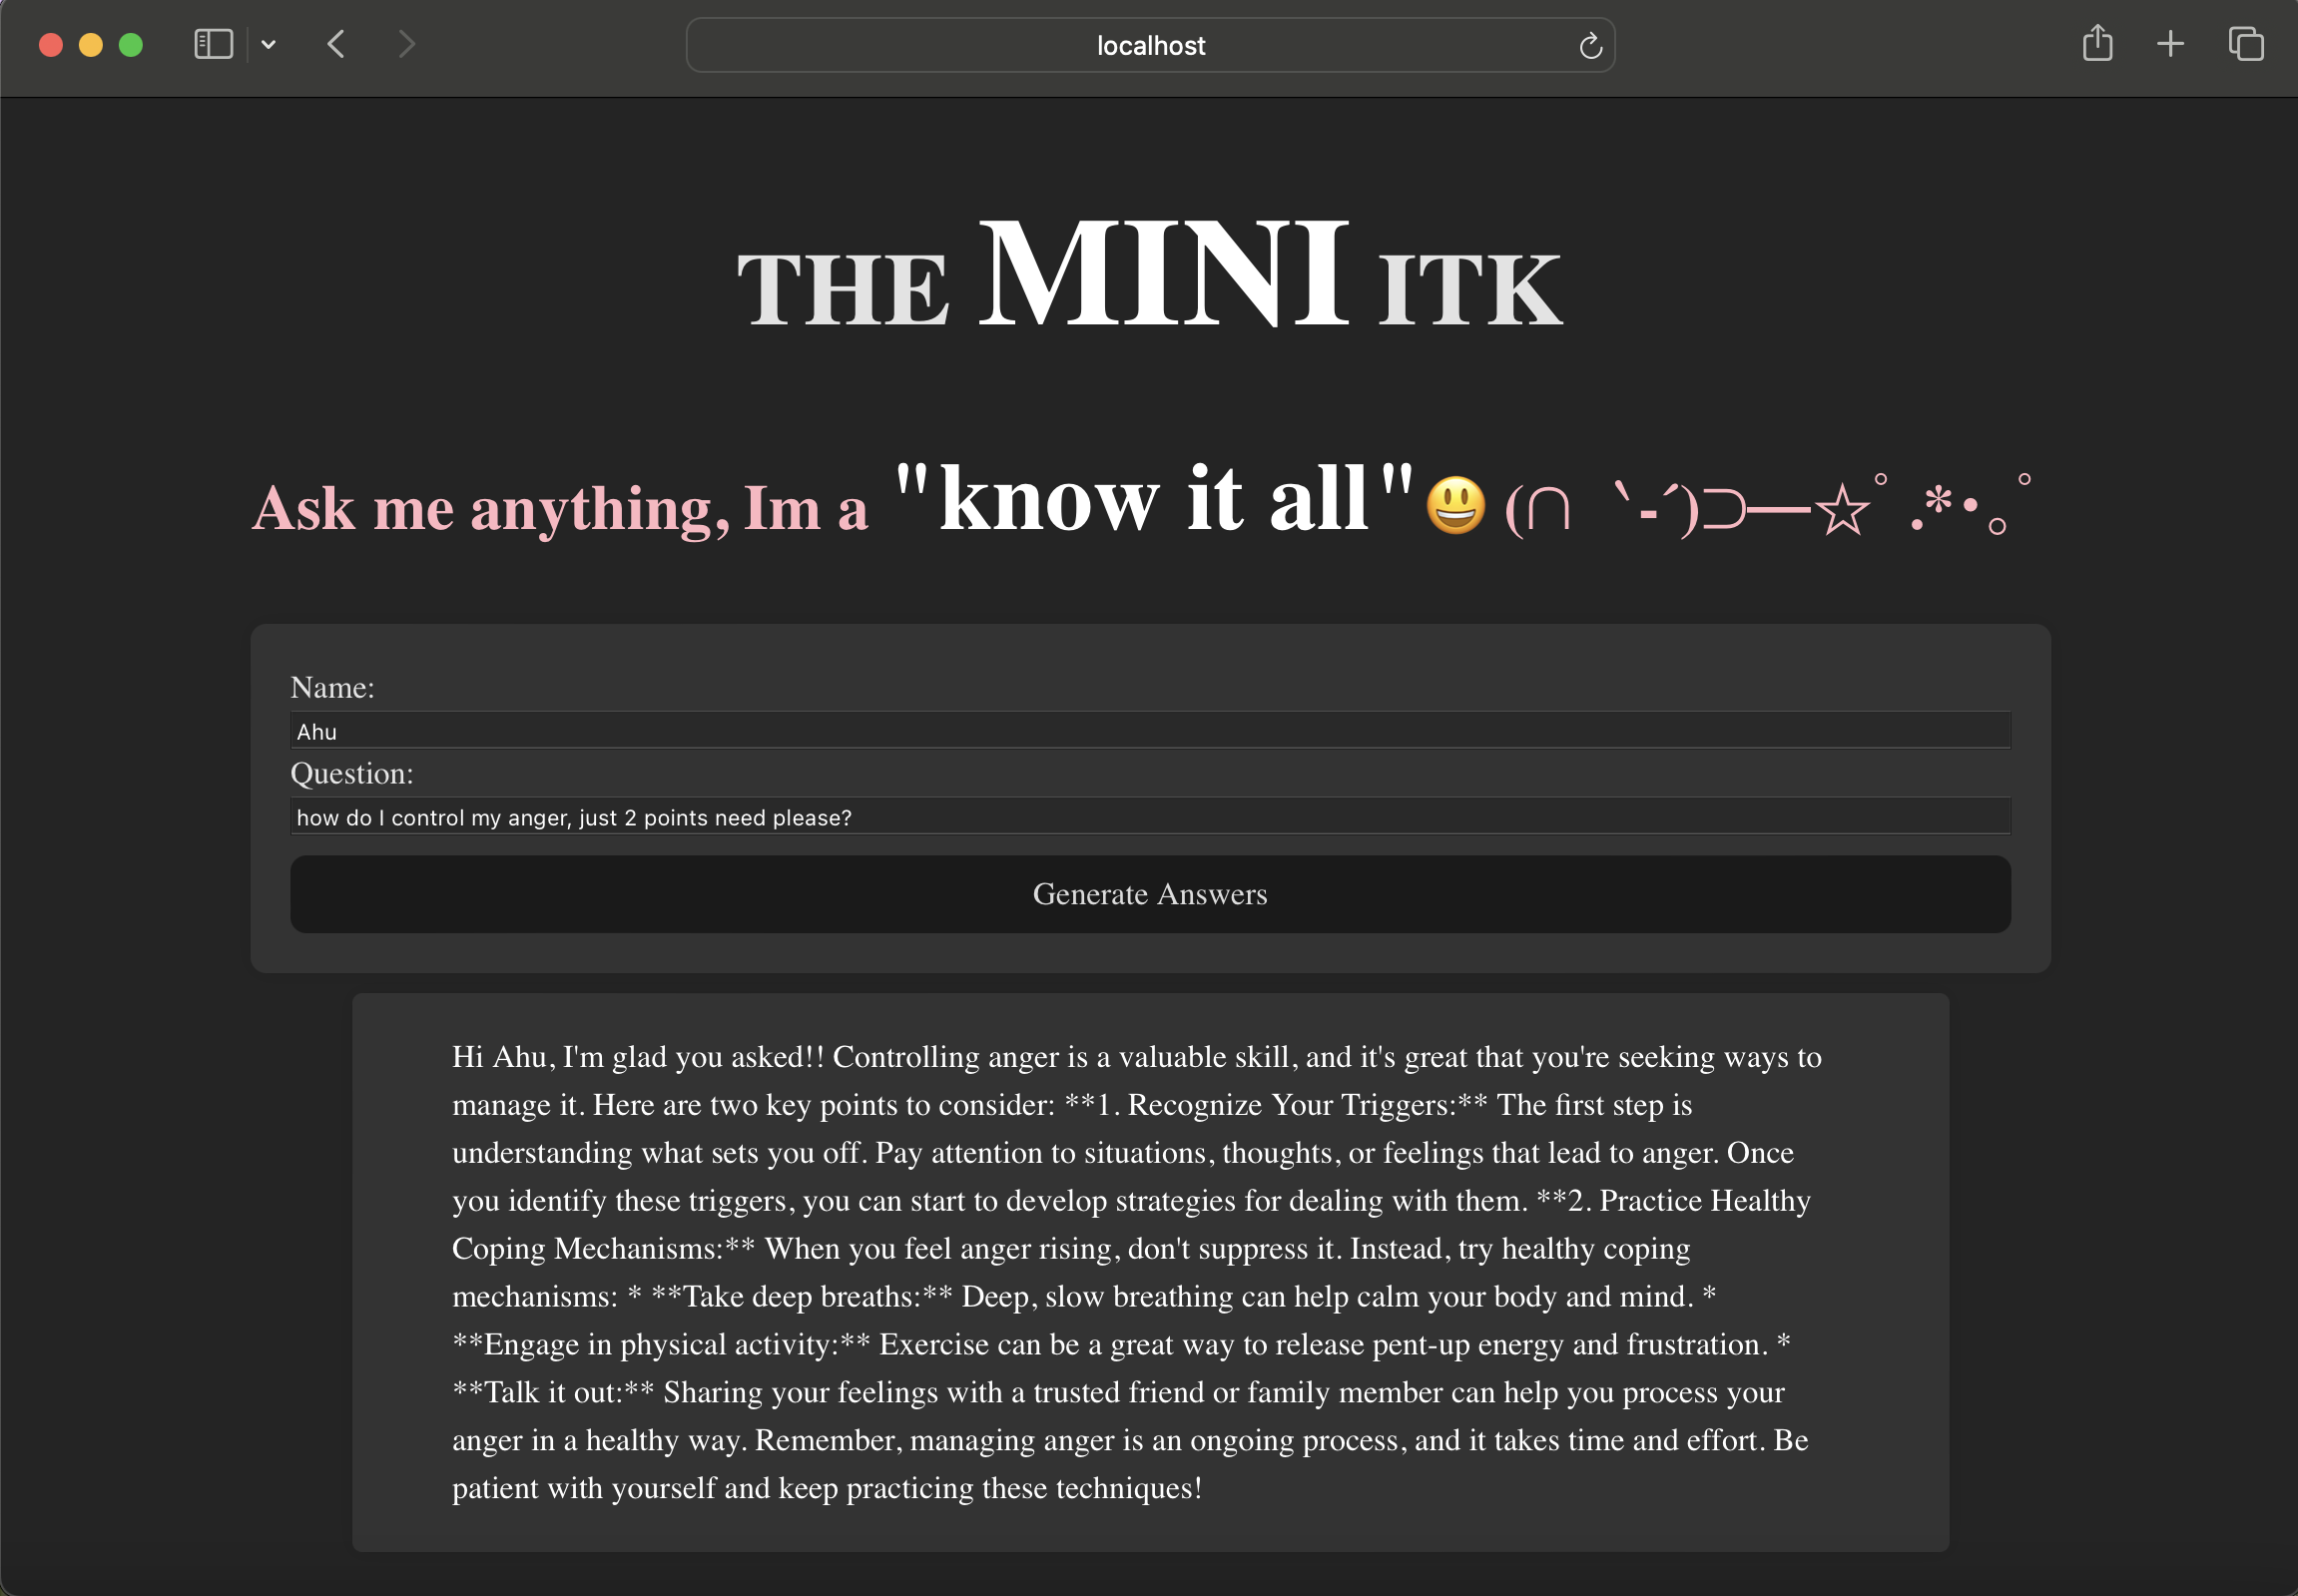 localhost
THE MINI ITK
Ask me anything, Im a "know it all"😃 (∩ ˋ-ˊ)⊃━☆ﾟ.*･｡ﾟ
Name:
Ahu
Question:
how do I control my anger, just 2 points need please?
Generate Answers
Hi Ahu, I'm glad you asked!! Controlling anger is a valuable skill, and it's great that you're seeking ways to
manage it. Here are two key points to consider: **1. Recognize Your Triggers:** The first step is
understanding what sets you off. Pay attention to situations, thoughts, or feelings that lead to anger. Once
you identify these triggers, you can start to develop strategies for dealing with them. **2. Practice Healthy
Coping Mechanisms:** When you feel anger rising, don't suppress it. Instead, try healthy coping
mechanisms: * **Take deep breaths:** Deep, slow breathing can help calm your body and mind. *
**Engage in physical activity:** Exercise can be a great way to release pent-up energy and frustration. *
**Talk it out:** Sharing your feelings with a trusted friend or family member can help you process your
anger in a healthy way. Remember, managing anger is an ongoing process, and it takes time and effort. Be
patient with yourself and keep practicing these techniques!